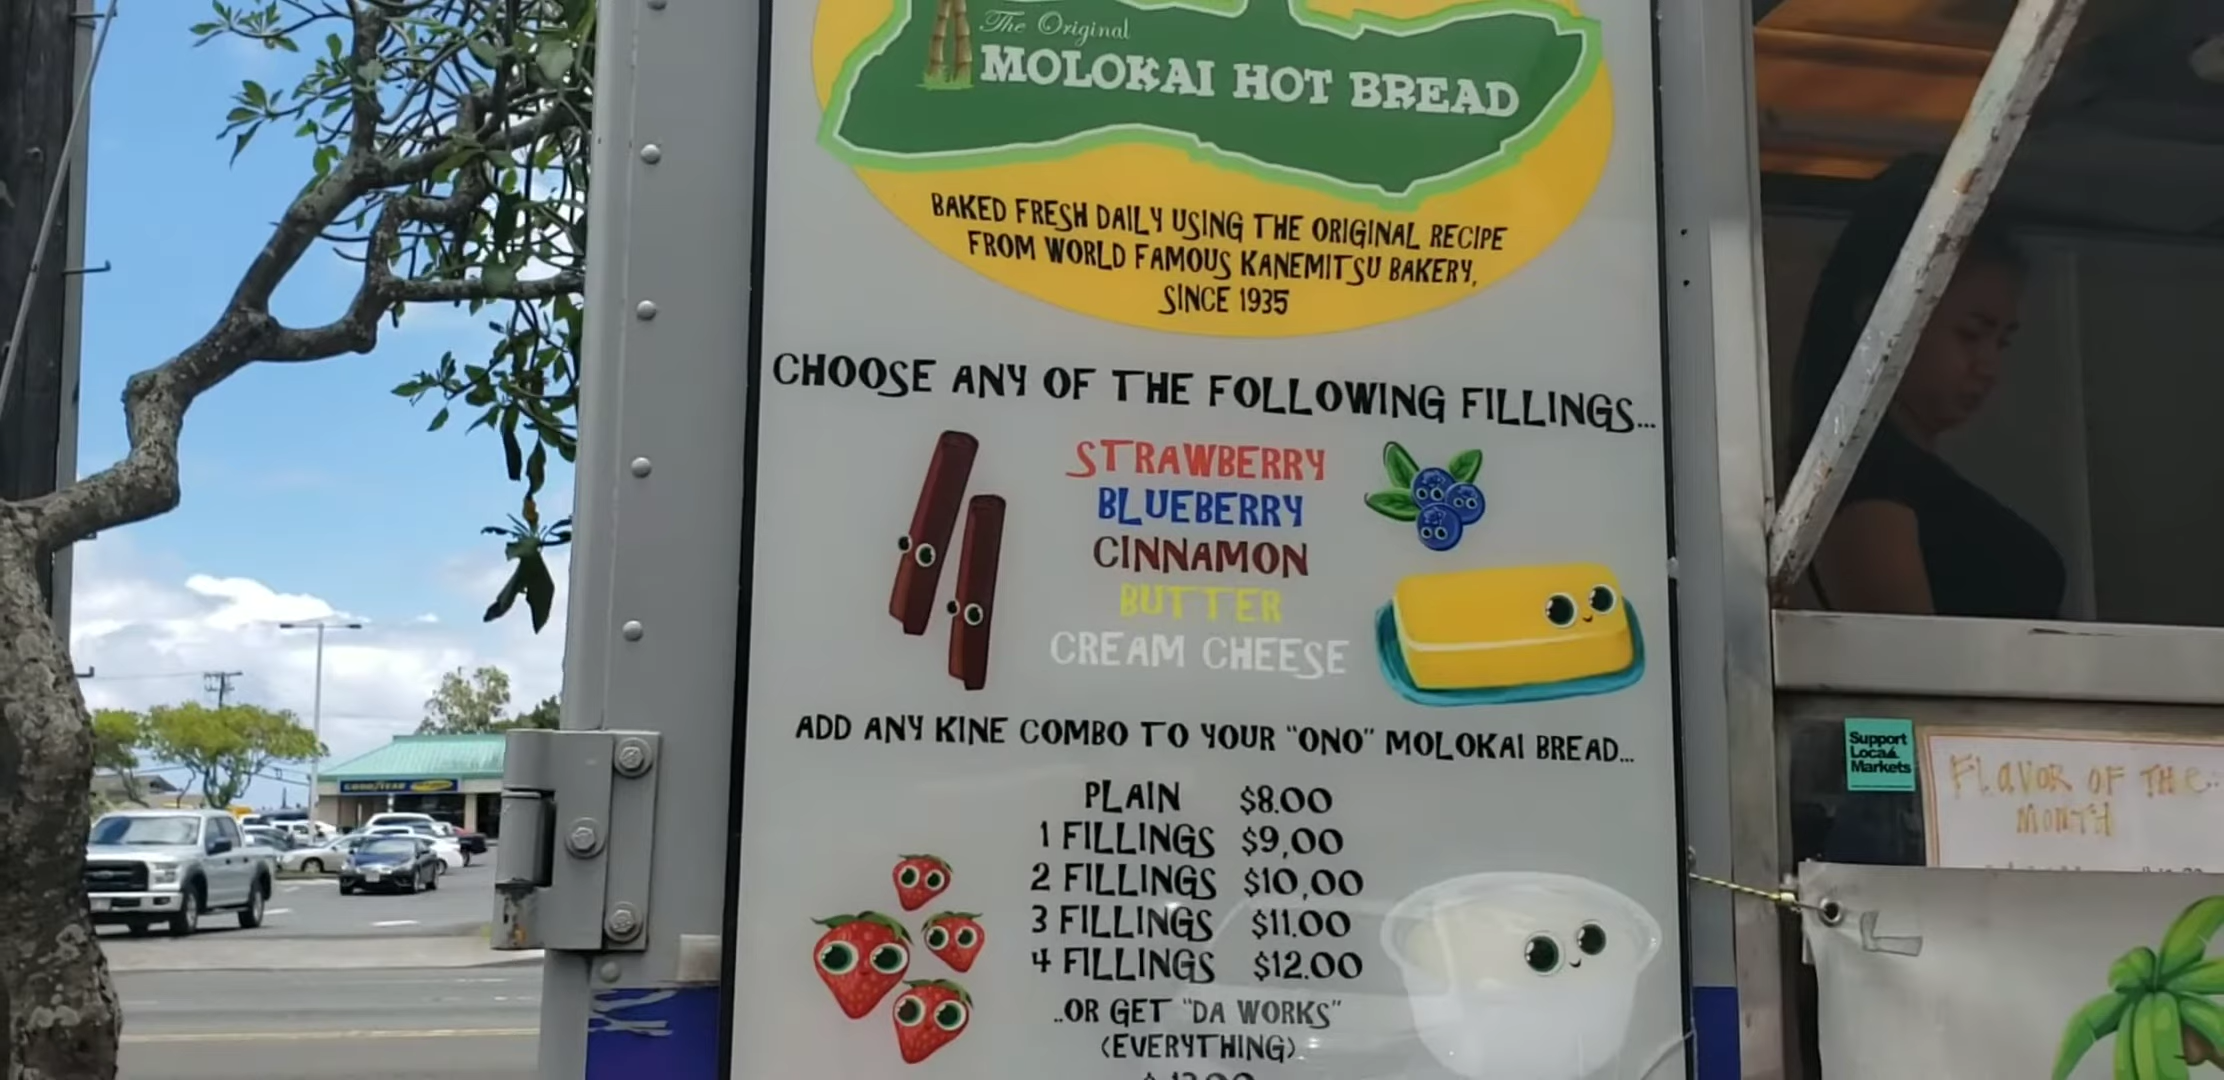 The Original
MOLOKAI HOT BREAD
BAKED FRESH DAILY USING THE ORIGINAL RECIPE
FROM WORLD FAMOUS KANEMITSU BAKERY,
SINCE 1935
CHOOSE ANY OF THE FOLLOWING FILLINGS...
STRAWBERRY
BLUEBERRY
CINNAMON
BUTTER
CREAM CHEESE
ADD ANY KINE COMBO TO YOUR "ONO" MOLOKAI BREAD...
PLAIN $8.00
1 FILLINGS $9,00
2 FILLINGS $10,00
3 FILLINGS $11.00
4 FILLINGS $12.00
..OR GET "DA WORKS"
(EVERYTHING)
GOODYEAR
Support
Local
Markets
FLavOR OF THe
MONTH